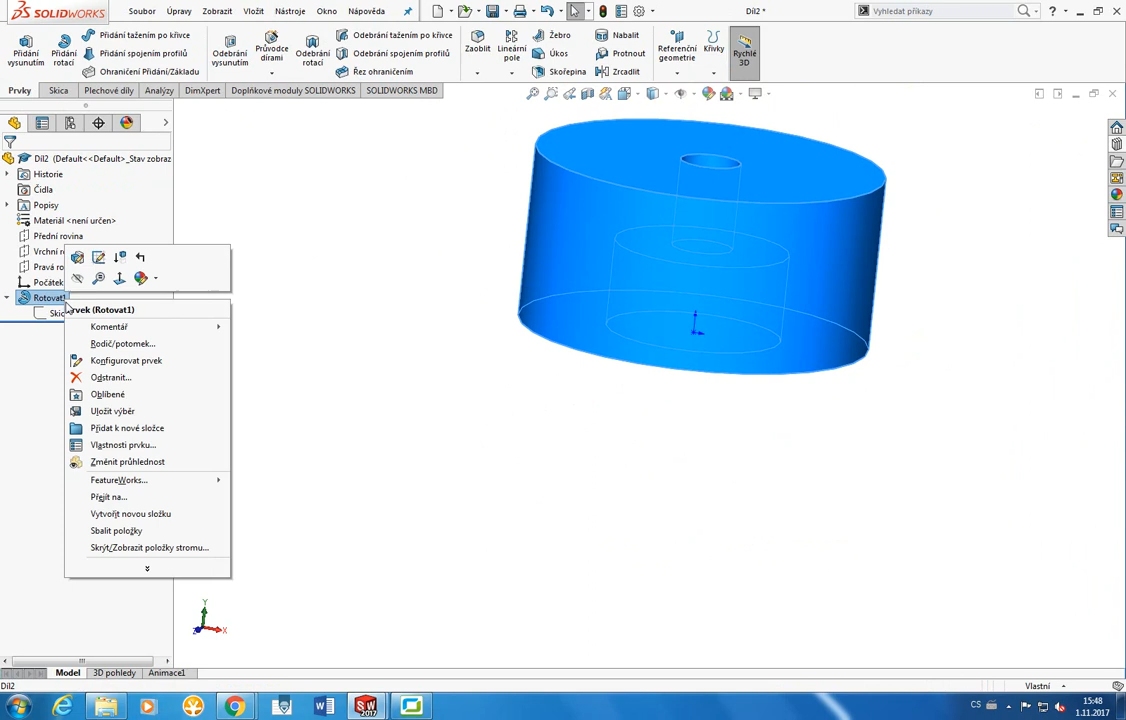 SOLIDWORKS
Soubor Úpravy Zobrazit Vložit Nástroje Okno Nápověda
Díl2 *
Vyhledat příkazy
Přidání vysunutím
Přidání rotací
Přidání tažením po křivce
Přidání spojením profilů
Ohraničení Přidání/Základu
Odebrání vysunutím
Průvodce dírami
Odebrání rotací
Odebrání tažením po křivce
Odebrání spojením profilů
Řez ohraničením
Zaoblit
Lineární pole
Žebro
Úkos
Skořepina
Nabalit
Protnout
Zrcadlit
Referenční geometrie
Křivky
Rychlé 3D
Prvky Skica Plechové díly Analýzy DimXpert Doplňkové moduly SOLIDWORKS SOLIDWORKS MBD
Díl2 (Default<<Default>_Stav zobraz
Historie
Čidla
Popisy
Materiál <není určen>
Přední rovina
Vrchní r
Pravá ro
Počátek
Rotovat1
Skic
Prvek (Rotovat1)
Komentář
Rodič/potomek...
Konfigurovat prvek
Odstranit...
Oblíbené
Uložit výběr
Přidat k nové složce
Vlastnosti prvku...
Změnit průhlednost
FeatureWorks...
Přejít na...
Vytvořit novou složku
Sbalit položky
Skrýt/Zobrazit položky stromu...
Y
X
Z
Model 3D pohledy Animace1
Díl2
Vlastní
SW 2017
CS
15:48
1.11.2017